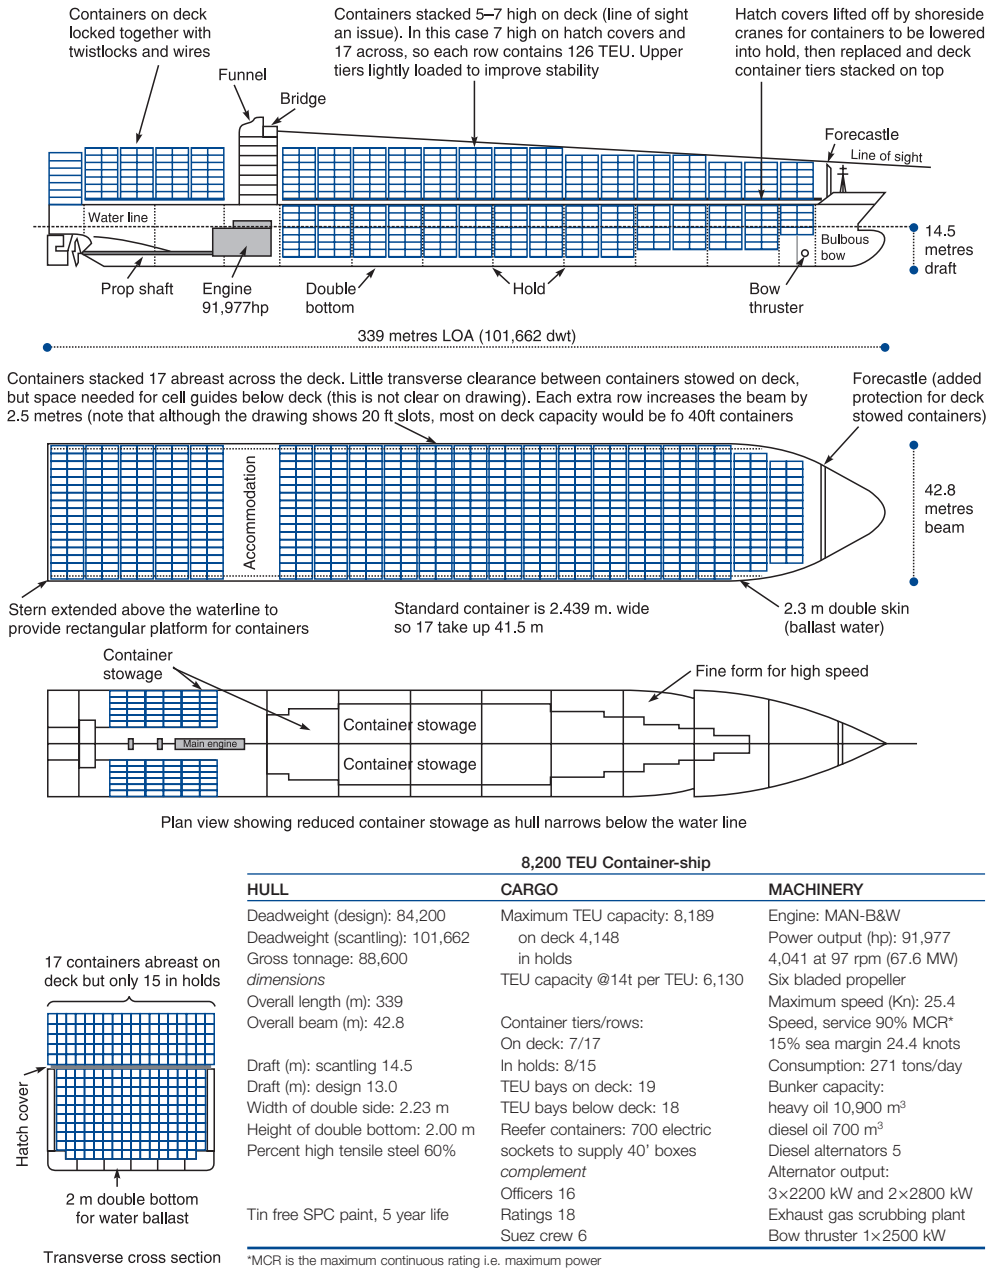 Containers on deck
locked together with
twistlocks and wires
Containers stacked 5–7 high on deck (line of sight
an issue). In this case 7 high on hatch covers and
17 across, so each row contains 126 TEU. Upper
tiers lightly loaded to improve stability
Hatch covers lifted off by shoreside
cranes for containers to be lowered
into hold, then replaced and deck
container tiers stacked on top
Funnel
Bridge
Forecastle
Line of sight
Water line
Bulbous
bow
14.5
metres
draft
Prop shaft
Engine
91,977hp
Double
bottom
Hold
Bow
thruster
339 metres LOA (101,662 dwt)
Containers stacked 17 abreast across the deck. Little transverse clearance between containers stowed on deck,
but space needed for cell guides below deck (this is not clear on drawing). Each extra row increases the beam by
2.5 metres (note that although the drawing shows 20 ft slots, most on deck capacity would be fo 40ft containers
Forecastle (added
protection for deck
stowed containers)
Accommodation
42.8
metres
beam
Stern extended above the waterline to
provide rectangular platform for containers
Standard container is 2.439 m. wide
so 17 take up 41.5 m
2.3 m double skin
(ballast water)
Container
stowage
Fine form for high speed
Container stowage
Main engine
Container stowage
Plan view showing reduced container stowage as hull narrows below the water line
17 containers abreast on
deck but only 15 in holds
Hatch cover
2 m double bottom
for water ballast
Transverse cross section
8,200 TEU Container-ship
HULL
Deadweight (design): 84,200
Deadweight (scantling): 101,662
Gross tonnage: 88,600
dimensions
Overall length (m): 339
Overall beam (m): 42.8
Draft (m): scantling 14.5
Draft (m): design 13.0
Width of double side: 2.23 m
Height of double bottom: 2.00 m
Percent high tensile steel 60%
Tin free SPC paint, 5 year life
CARGO
Maximum TEU capacity: 8,189
on deck 4,148
in holds
TEU capacity @14t per TEU: 6,130
Container tiers/rows:
On deck: 7/17
In holds: 8/15
TEU bays on deck: 19
TEU bays below deck: 18
Reefer containers: 700 electric
sockets to supply 40' boxes
complement
Officers 16
Ratings 18
Suez crew 6
MACHINERY
Engine: MAN-B&W
Power output (hp): 91,977
4,041 at 97 rpm (67.6 MW)
Six bladed propeller
Maximum speed (Kn): 25.4
Speed, service 90% MCR*
15% sea margin 24.4 knots
Consumption: 271 tons/day
Bunker capacity:
heavy oil 10,900 m³
diesel oil 700 m³
Diesel alternators 5
Alternator output:
3×2200 kW and 2×2800 kW
Exhaust gas scrubbing plant
Bow thruster 1×2500 kW
*MCR is the maximum continuous rating i.e. maximum power